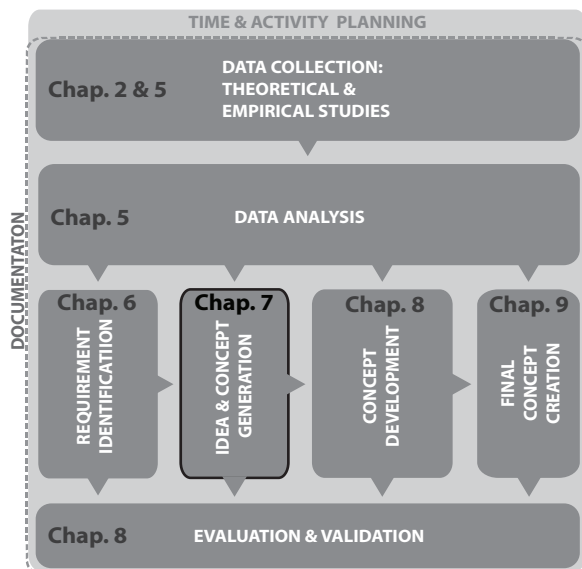 TIME & ACTIVITY PLANNING
Chap. 2 & 5
DATA COLLECTION:
THEORETICAL &
EMPIRICAL STUDIES
Chap. 5
DATA ANALYSIS
DOCUMENTATON
Chap. 6
REQUIREMENT
IDENTIFICATION
Chap. 7
IDEA & CONCEPT
GENERATION
Chap. 8
CONCEPT
DEVELOPMENT
Chap. 9
FINAL
CONCEPT
CREATION
Chap. 8
EVALUATION & VALIDATION